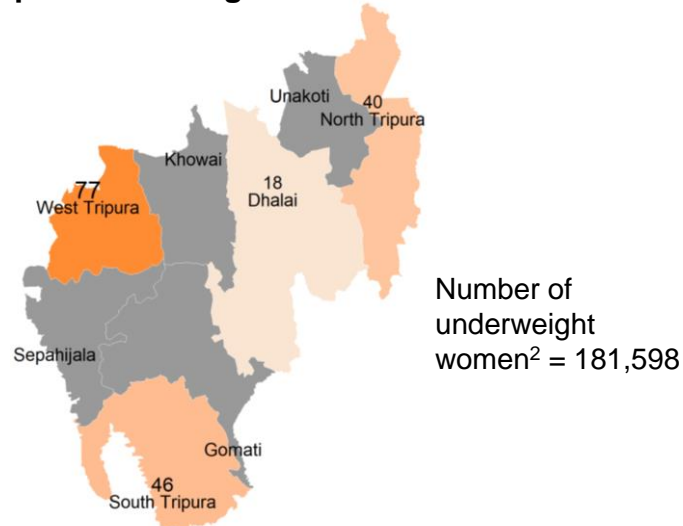 Unakoti
40
North Tripura
Khowai
18
Dhalai
77
West Tripura
Number of
underweight
women² = 181,598
Sepahijala
Gomati
46
South Tripura